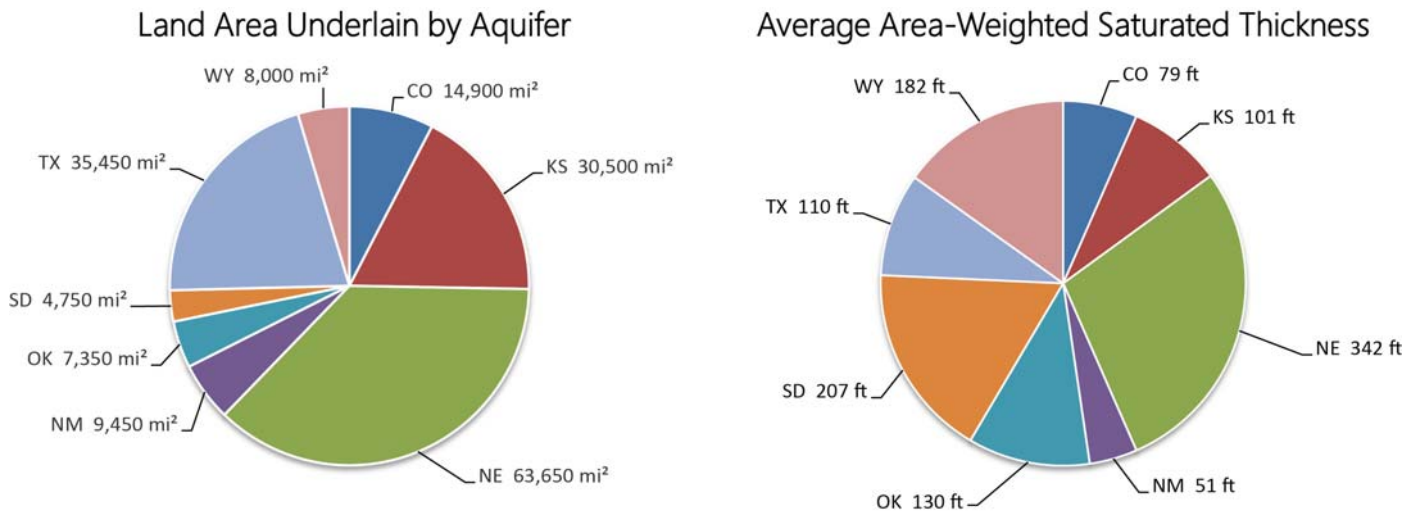 Land Area Underlain by Aquifer
WY 8,000 mi²
CO 14,900 mi²
TX 35,450 mi²
KS 30,500 mi²
SD 4,750 mi²
OK 7,350 mi²
NM 9,450 mi²
NE 63,650 mi²
Average Area-Weighted Saturated Thickness
CO 79 ft
WY 182 ft
KS 101 ft
TX 110 ft
NE 342 ft
SD 207 ft
NM 51 ft
OK 130 ft